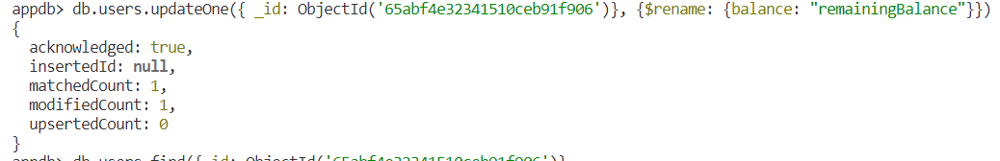 appdb> db.users.updateOne({ _id: ObjectId('65abf4e32341510ceb91f906')}, {$rename: {balance: "remainingBalance"}})
{
  acknowledged: true,
  insertedId: null,
  matchedCount: 1,
  modifiedCount: 1,
  upsertedCount: 0
}
appdb> db.users.find({ _id: ObjectId('65abf4e32341510ceb91f906')}